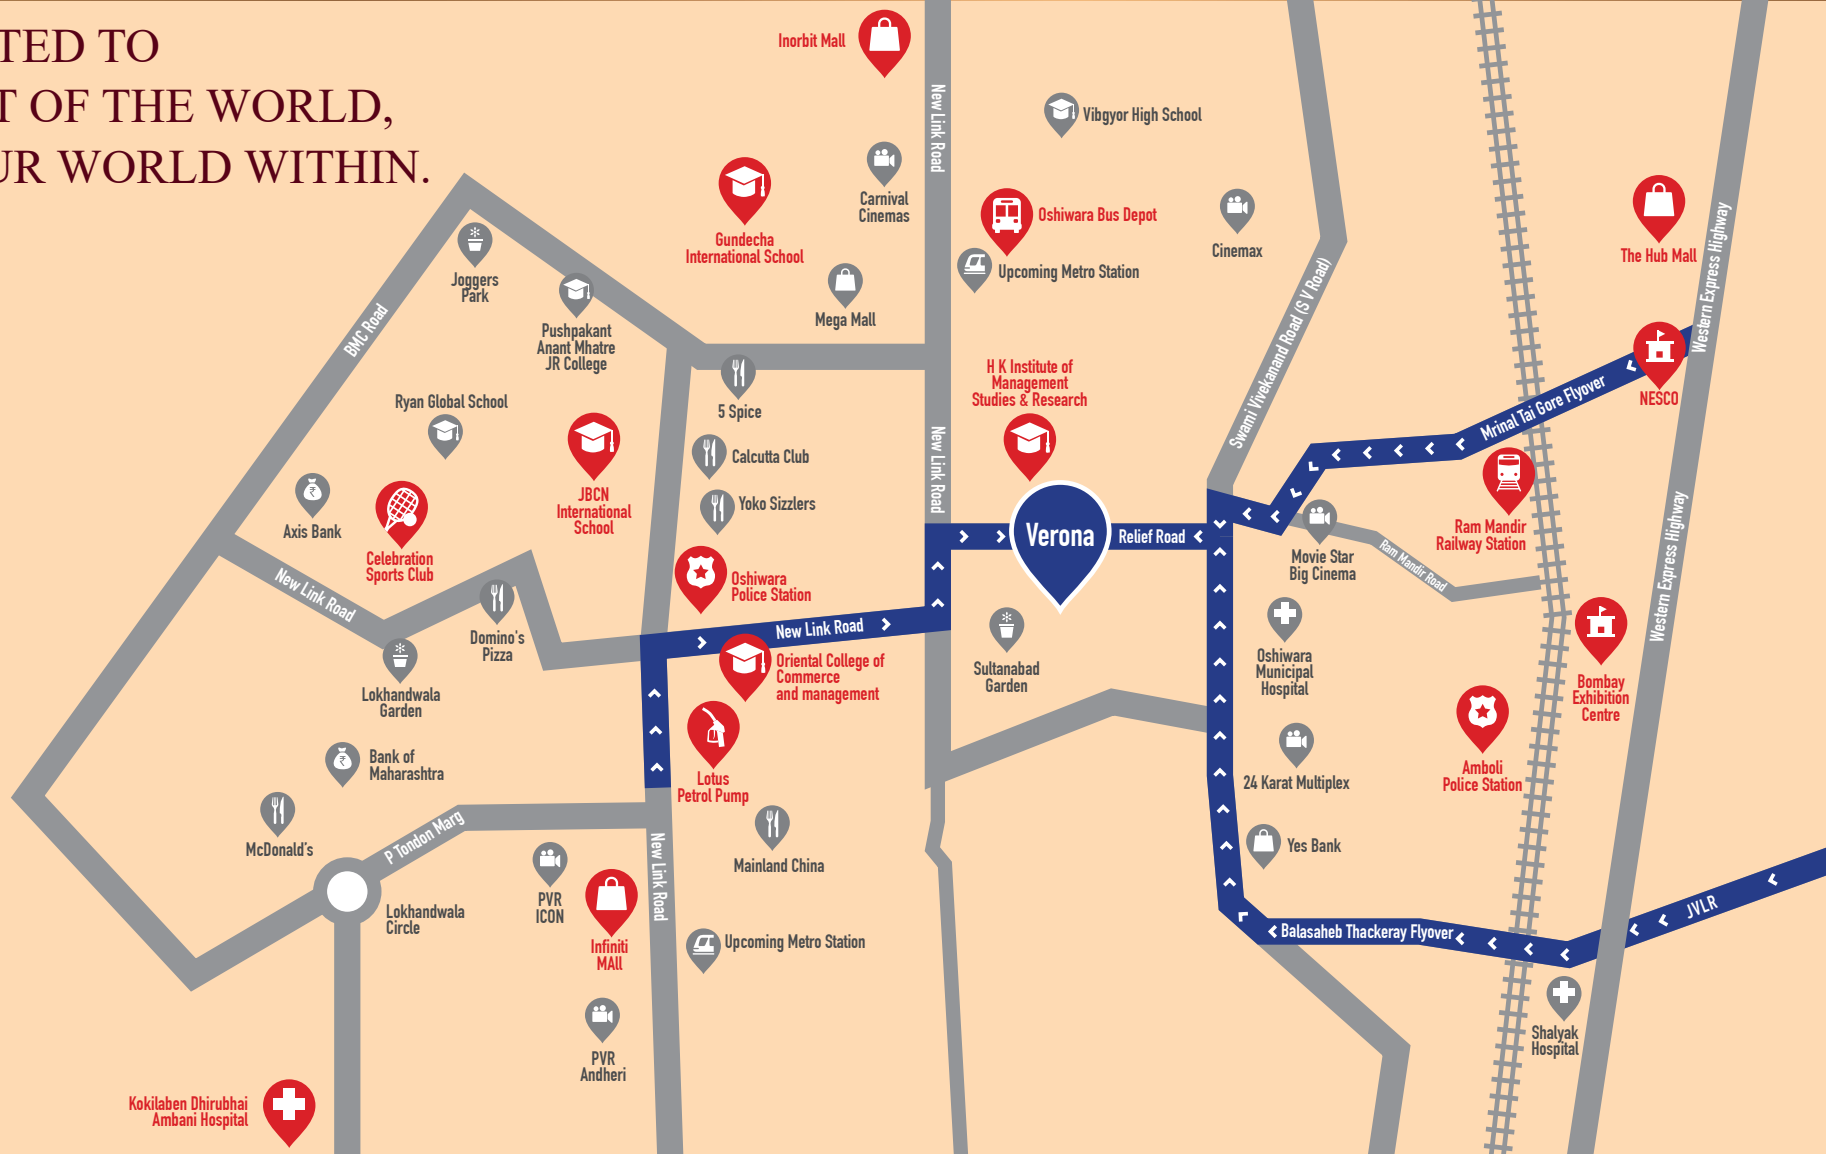 TED TO
T OF THE WORLD,
UR WORLD WITHIN.
Inorbit Mall
New Link Road
Vibgyor High School
Carnival
Cinemas
Gundecha
International School
Oshiwara Bus Depot
Upcoming Metro Station
Cinemax
The Hub Mall
Western Express Highway
Joggers
Park
Pushpakant
Anant Mhatre
JR College
Mega Mall
BMC Road
Swami Vivekanand Road (S V Road)
H K Institute of
Management
Studies & Research
NESCO
Mrinal Tai Gore Flyover
5 Spice
Ryan Global School
Calcutta Club
New Link Road
Yoko Sizzlers
JBCN
International
School
Axis Bank
Celebration
Sports Club
Verona
Relief Road
Movie Star
Big Cinema
Ram Mandir Road
Ram Mandir
Railway Station
Western Express Highway
New Link Road
Oshiwara
Police Station
Domino's
Pizza
New Link Road
Oriental College of
Commerce
and management
Sultanabad
Garden
Oshiwara
Municipal
Hospital
Bombay
Exhibition
Centre
Lokhandwala
Garden
Bank of
Maharashtra
Lotus
Petrol Pump
24 Karat Multiplex
Amboli
Police Station
McDonald's
P Tondon Marg
New Link Road
Mainland China
Yes Bank
Lokhandwala
Circle
PVR
ICON
Infiniti
MAll
Upcoming Metro Station
Balasaheb Thackeray Flyover
JVLR
Shalyak
Hospital
PVR
Andheri
Kokilaben Dhirubhai
Ambani Hospital